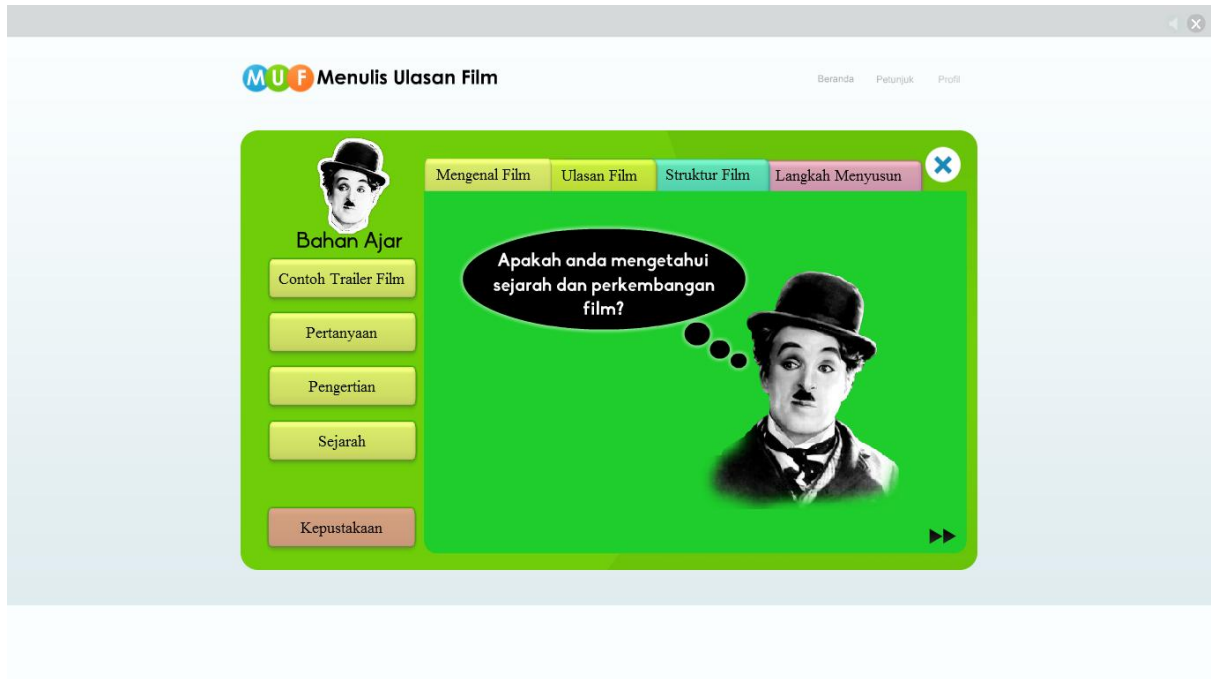 MUF Menulis Ulasan Film
Beranda Petunjuk Profil
Mengenal Film Ulasan Film Struktur Film Langkah Menyusun
Bahan Ajar
Contoh Trailer Film
Pertanyaan
Pengertian
Sejarah
Kepustakaan
Apakah anda mengetahui
sejarah dan perkembangan
film?